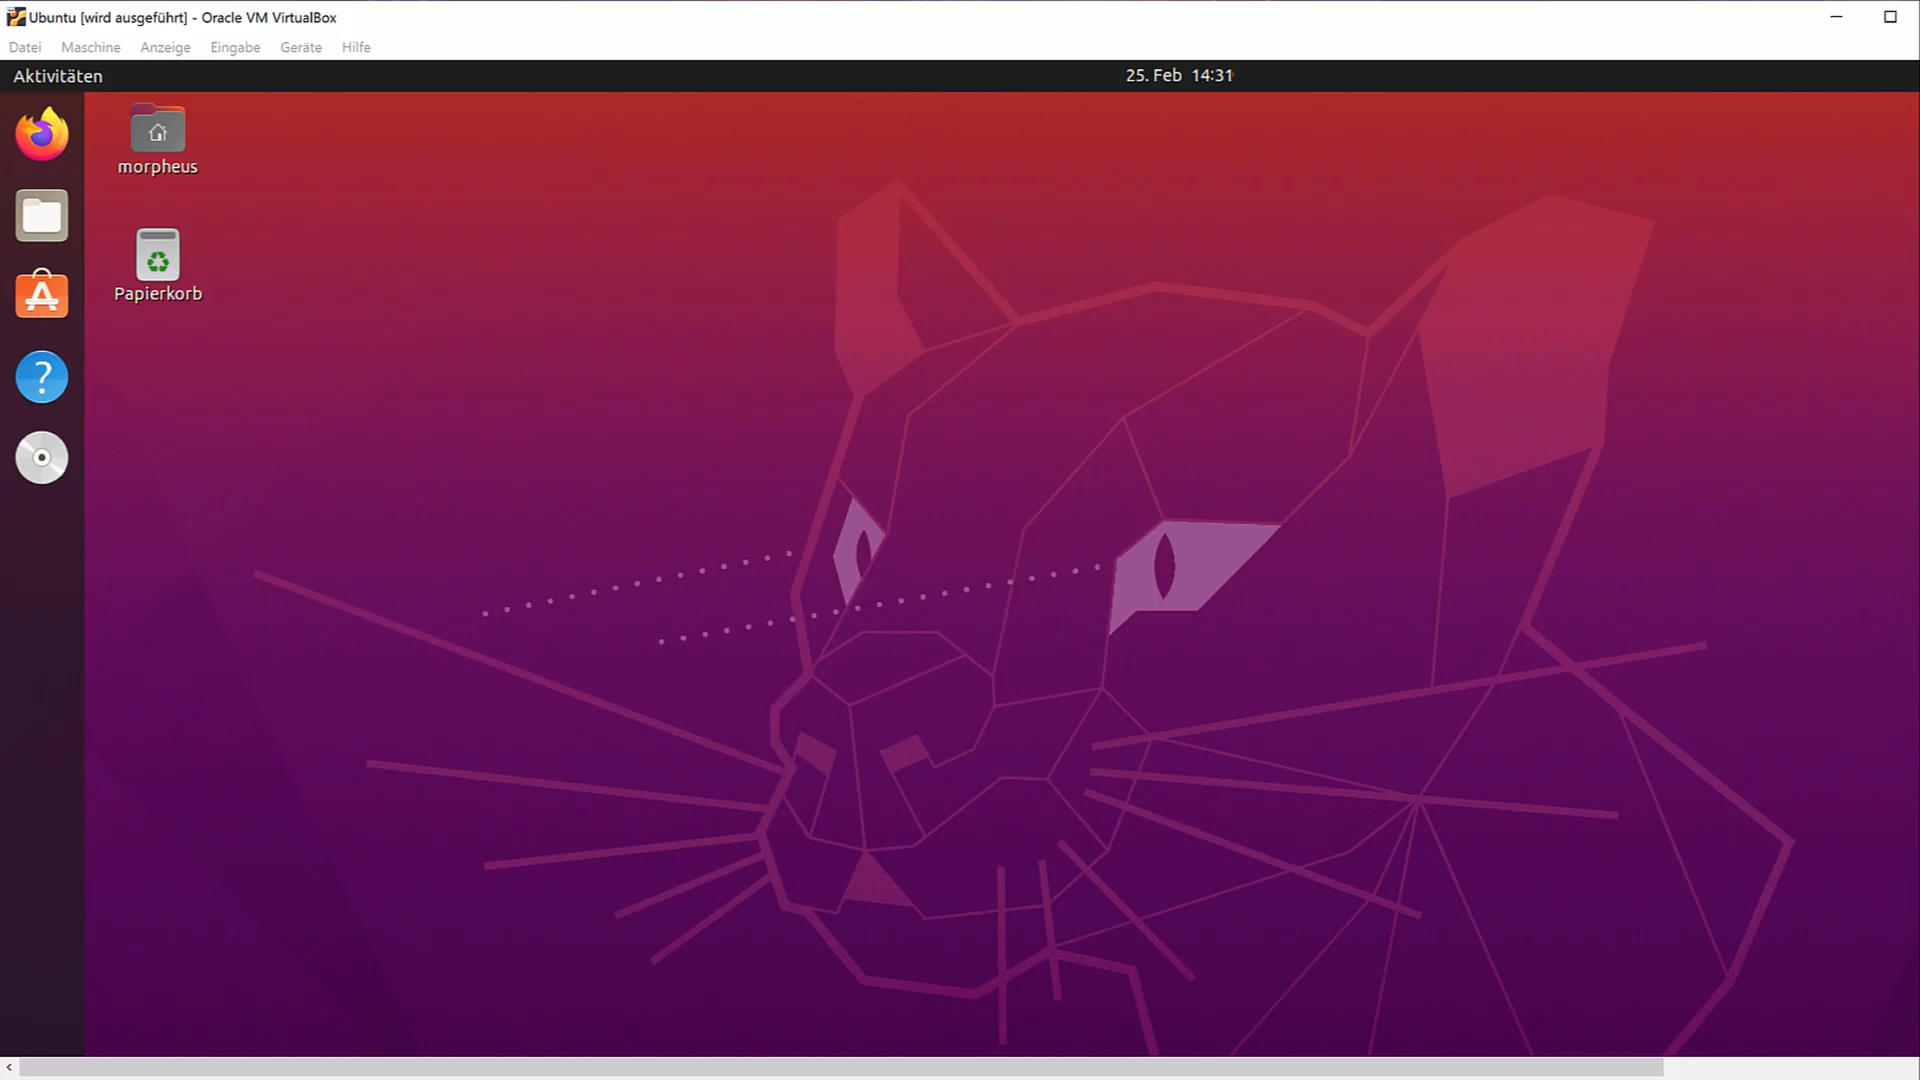 Ubuntu [wird ausgeführt] - Oracle VM VirtualBox
Datei Maschine Anzeige Eingabe Geräte Hilfe
Aktivitäten 25. Feb 14:31
morpheus
Papierkorb